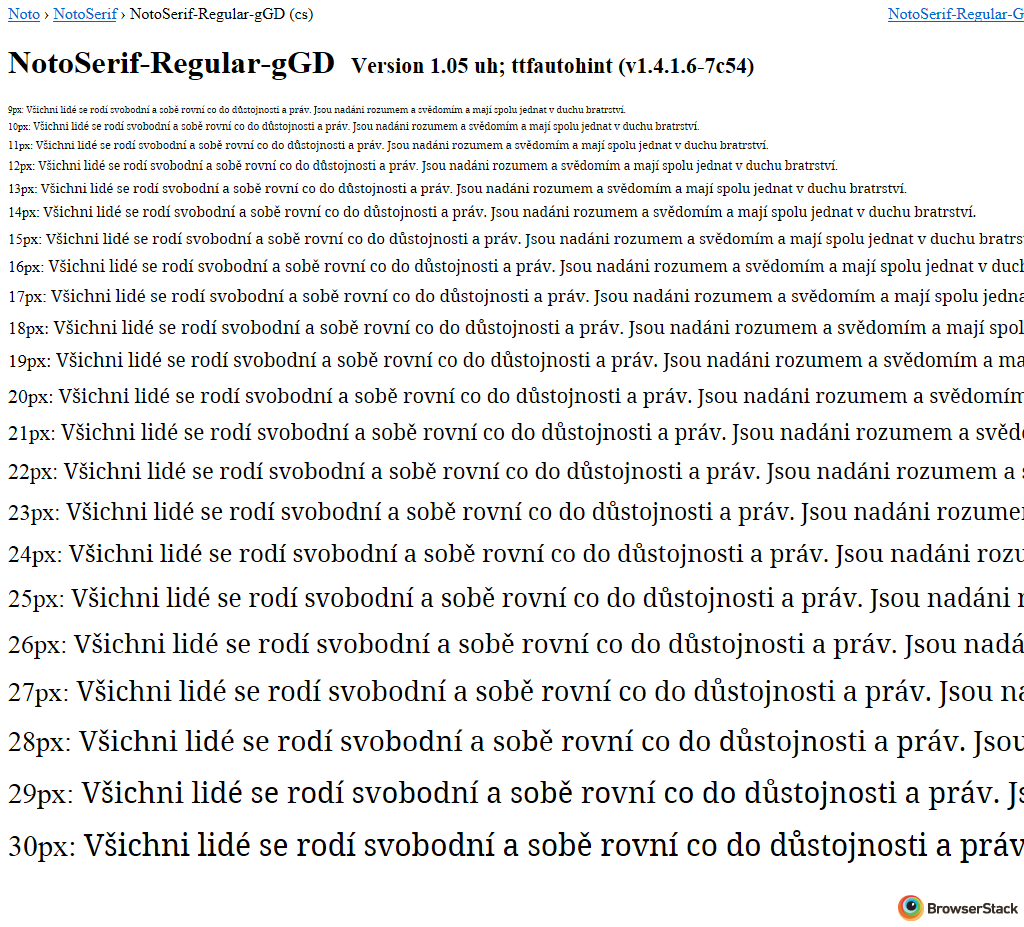 Noto › NotoSerif › NotoSerif-Regular-gGD (cs) NotoSerif-Regular-G
NotoSerif-Regular-gGD Version 1.05 uh; ttfautohint (v1.4.1.6-7c54)
9px: Všichni lidé se rodí svobodní a sobě rovní co do důstojnosti a práv. Jsou nadáni rozumem a svědomím a mají spolu jednat v duchu bratrství.
10px: Všichni lidé se rodí svobodní a sobě rovní co do důstojnosti a práv. Jsou nadáni rozumem a svědomím a mají spolu jednat v duchu bratrství.
11px: Všichni lidé se rodí svobodní a sobě rovní co do důstojnosti a práv. Jsou nadáni rozumem a svědomím a mají spolu jednat v duchu bratrství.
12px: Všichni lidé se rodí svobodní a sobě rovní co do důstojnosti a práv. Jsou nadáni rozumem a svědomím a mají spolu jednat v duchu bratrství.
13px: Všichni lidé se rodí svobodní a sobě rovní co do důstojnosti a práv. Jsou nadáni rozumem a svědomím a mají spolu jednat v duchu bratrství.
14px: Všichni lidé se rodí svobodní a sobě rovní co do důstojnosti a práv. Jsou nadáni rozumem a svědomím a mají spolu jednat v duchu bratrství.
15px: Všichni lidé se rodí svobodní a sobě rovní co do důstojnosti a práv. Jsou nadáni rozumem a svědomím a mají spolu jednat v duchu bratrs
16px: Všichni lidé se rodí svobodní a sobě rovní co do důstojnosti a práv. Jsou nadáni rozumem a svědomím a mají spolu jednat v duch
17px: Všichni lidé se rodí svobodní a sobě rovní co do důstojnosti a práv. Jsou nadáni rozumem a svědomím a mají spolu jedna
18px: Všichni lidé se rodí svobodní a sobě rovní co do důstojnosti a práv. Jsou nadáni rozumem a svědomím a mají spol
19px: Všichni lidé se rodí svobodní a sobě rovní co do důstojnosti a práv. Jsou nadáni rozumem a svědomím a ma
20px: Všichni lidé se rodí svobodní a sobě rovní co do důstojnosti a práv. Jsou nadáni rozumem a svědomím
21px: Všichni lidé se rodí svobodní a sobě rovní co do důstojnosti a práv. Jsou nadáni rozumem a svědo
22px: Všichni lidé se rodí svobodní a sobě rovní co do důstojnosti a práv. Jsou nadáni rozumem a s
23px: Všichni lidé se rodí svobodní a sobě rovní co do důstojnosti a práv. Jsou nadáni rozumem
24px: Všichni lidé se rodí svobodní a sobě rovní co do důstojnosti a práv. Jsou nadáni rozu
25px: Všichni lidé se rodí svobodní a sobě rovní co do důstojnosti a práv. Jsou nadáni r
26px: Všichni lidé se rodí svobodní a sobě rovní co do důstojnosti a práv. Jsou nadá
27px: Všichni lidé se rodí svobodní a sobě rovní co do důstojnosti a práv. Jsou na
28px: Všichni lidé se rodí svobodní a sobě rovní co do důstojnosti a práv. Jsou
29px: Všichni lidé se rodí svobodní a sobě rovní co do důstojnosti a práv. Js
30px: Všichni lidé se rodí svobodní a sobě rovní co do důstojnosti a práv
BrowserStack